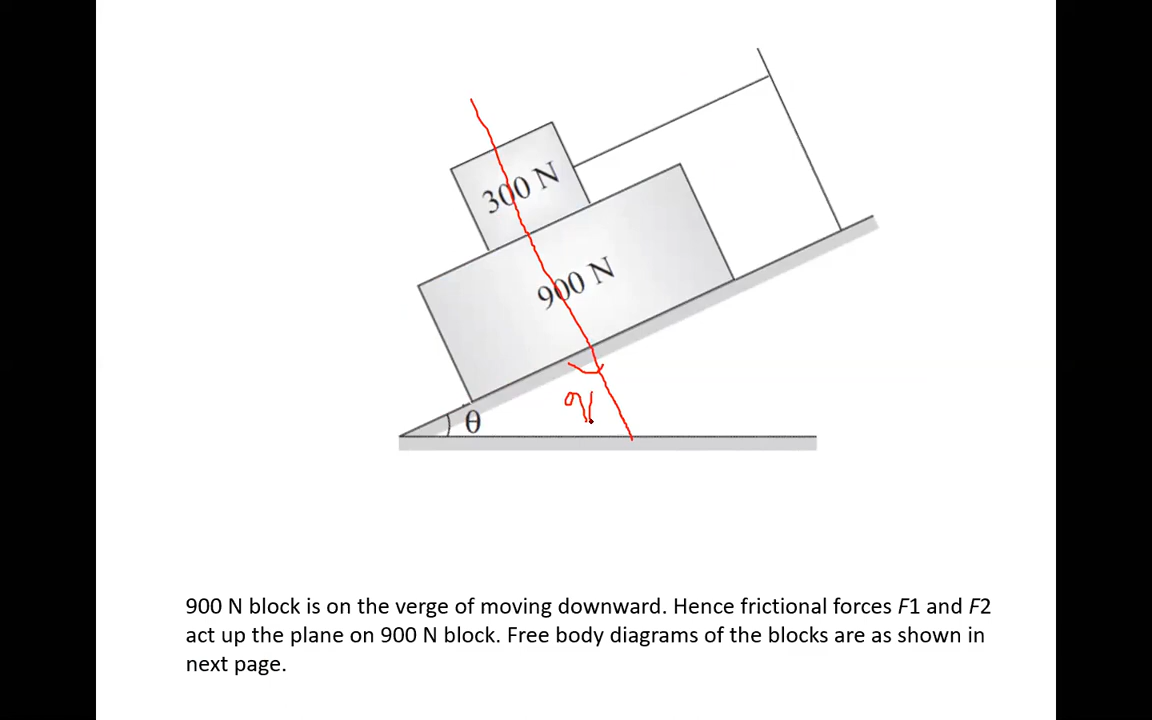 300 N
900 N
θ
900 N block is on the verge of moving downward. Hence frictional forces F1 and F2
act up the plane on 900 N block. Free body diagrams of the blocks are as shown in
next page.